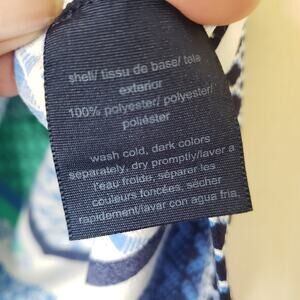 shell/ tissu de base/ tela
exterior
100% polyester/ polyester/
poliéster
wash cold, dark colors
separately, dry promptly/laver a
l'eau froide, séparer les
couleurs foncées, sécher
rapidement/lavar con agua fria,